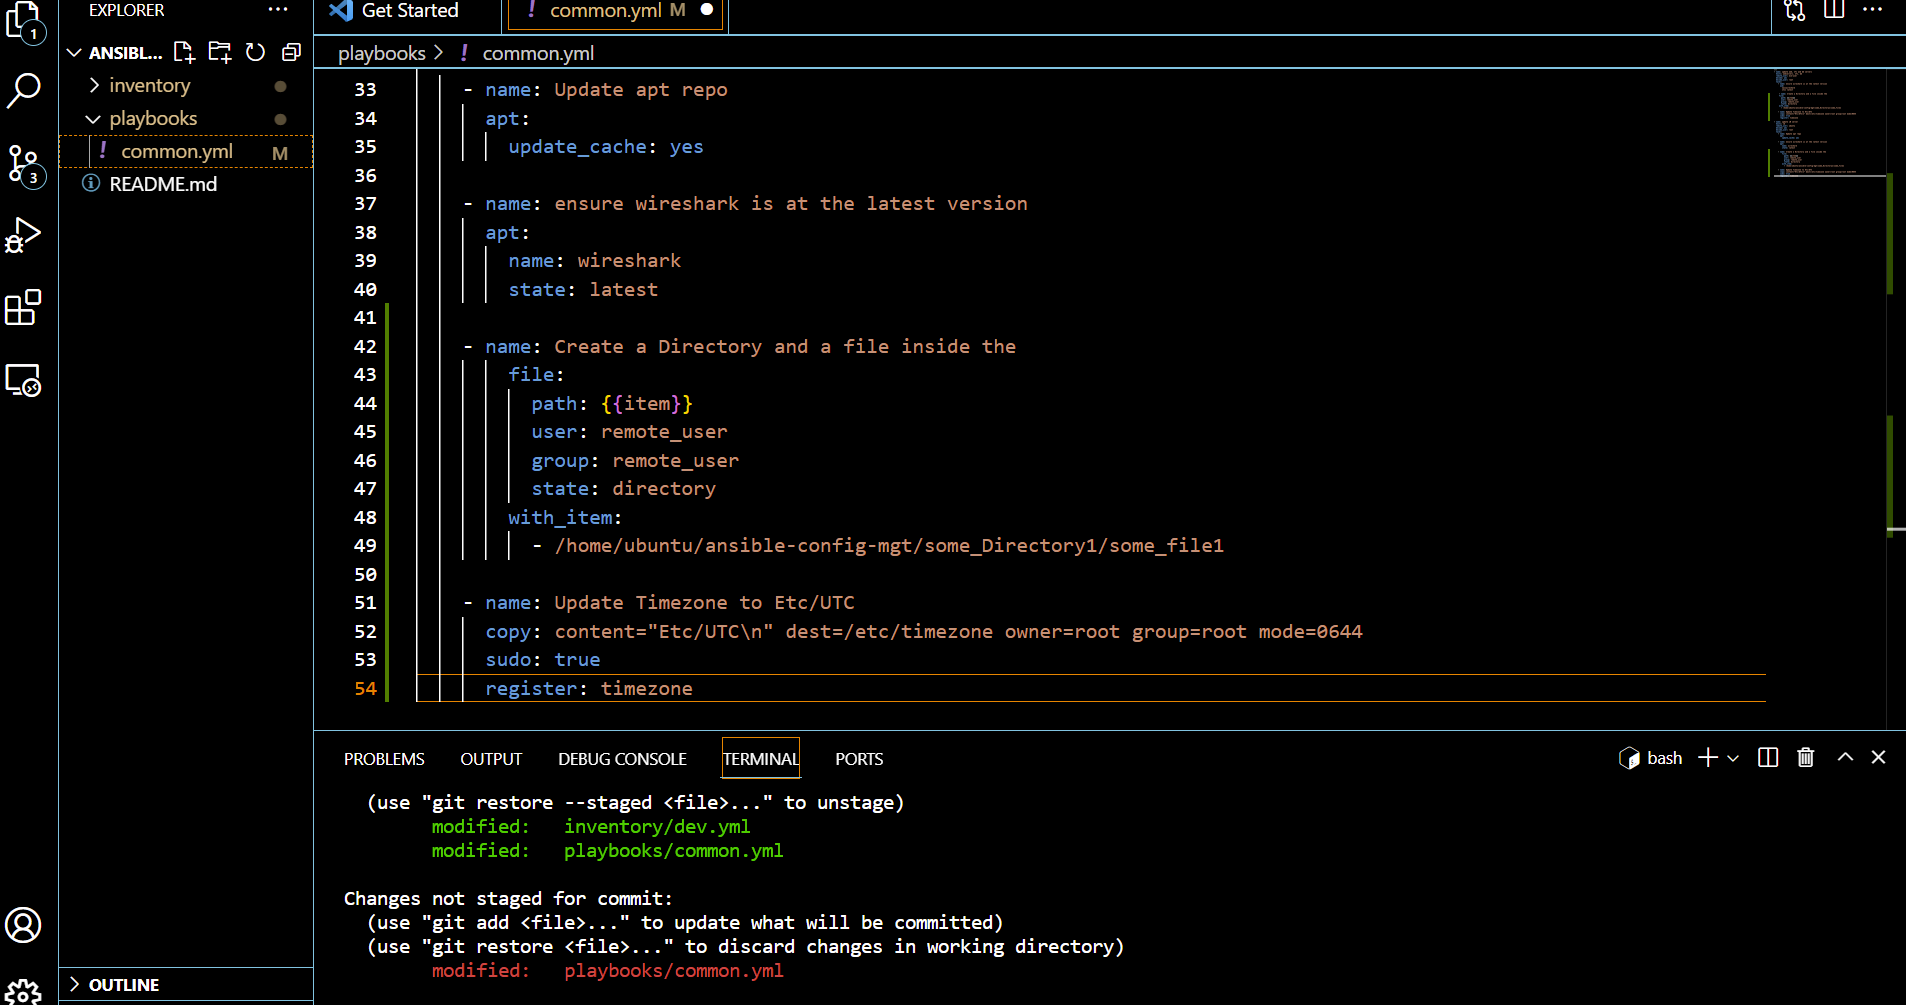 EXPLORER ...
ANSIBL...
inventory
playbooks
common.yml M
README.md
OUTLINE
1
3
Get Started
! common.yml M
playbooks > ! common.yml
33 - name: Update apt repo
34 apt:
35 update_cache: yes
36
37 - name: ensure wireshark is at the latest version
38 apt:
39 name: wireshark
40 state: latest
41
42 - name: Create a Directory and a file inside the
43 file:
44 path: {{item}}
45 user: remote_user
46 group: remote_user
47 state: directory
48 with_item:
49 - /home/ubuntu/ansible-config-mgt/some_Directory1/some_file1
50
51 - name: Update Timezone to Etc/UTC
52 copy: content="Etc/UTC\n" dest=/etc/timezone owner=root group=root mode=0644
53 sudo: true
54 register: timezone
PROBLEMS OUTPUT DEBUG CONSOLE TERMINAL PORTS
bash
(use "git restore --staged <file>..." to unstage)
modified: inventory/dev.yml
modified: playbooks/common.yml
Changes not staged for commit:
(use "git add <file>..." to update what will be committed)
(use "git restore <file>..." to discard changes in working directory)
modified: playbooks/common.yml